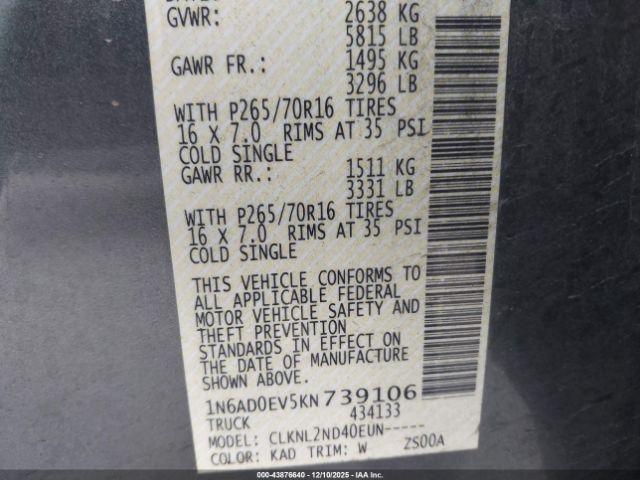 GVWR: 2638 KG
5815 LB
GAWR FR.: 1495 KG
3296 LB
WITH P265/70R16 TIRES
16 X 7.0 RIMS AT 35 PSI
COLD SINGLE
GAWR RR.: 1511 KG
3331 LB
WITH P265/70R16 TIRES
16 X 7.0 RIMS AT 35 PSI
COLD SINGLE
THIS VEHICLE CONFORMS TO
ALL APPLICABLE FEDERAL
MOTOR VEHICLE SAFETY AND
THEFT PREVENTION
STANDARDS IN EFFECT ON
THE DATE OF MANUFACTURE
SHOWN ABOVE.
1N6AD0EV5KN739106
TRUCK 434133
MODEL: CLKNL2ND40EUN-----
COLOR: KAD TRIM: W ZS00A
000-43876640 - 12/10/2025 - IAA Inc.